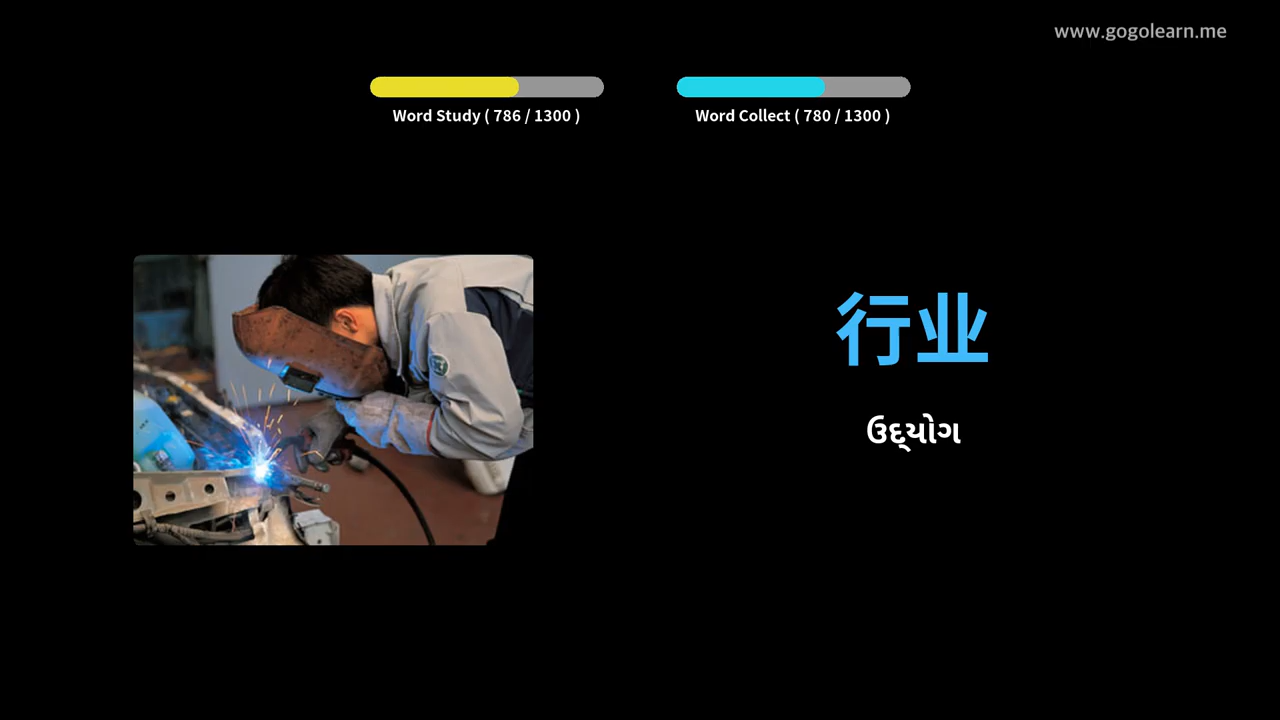 www.gogolearn.me
Word Study ( 786 / 1300 )
Word Collect ( 780 / 1300 )
行业
ઉદ્યોગ